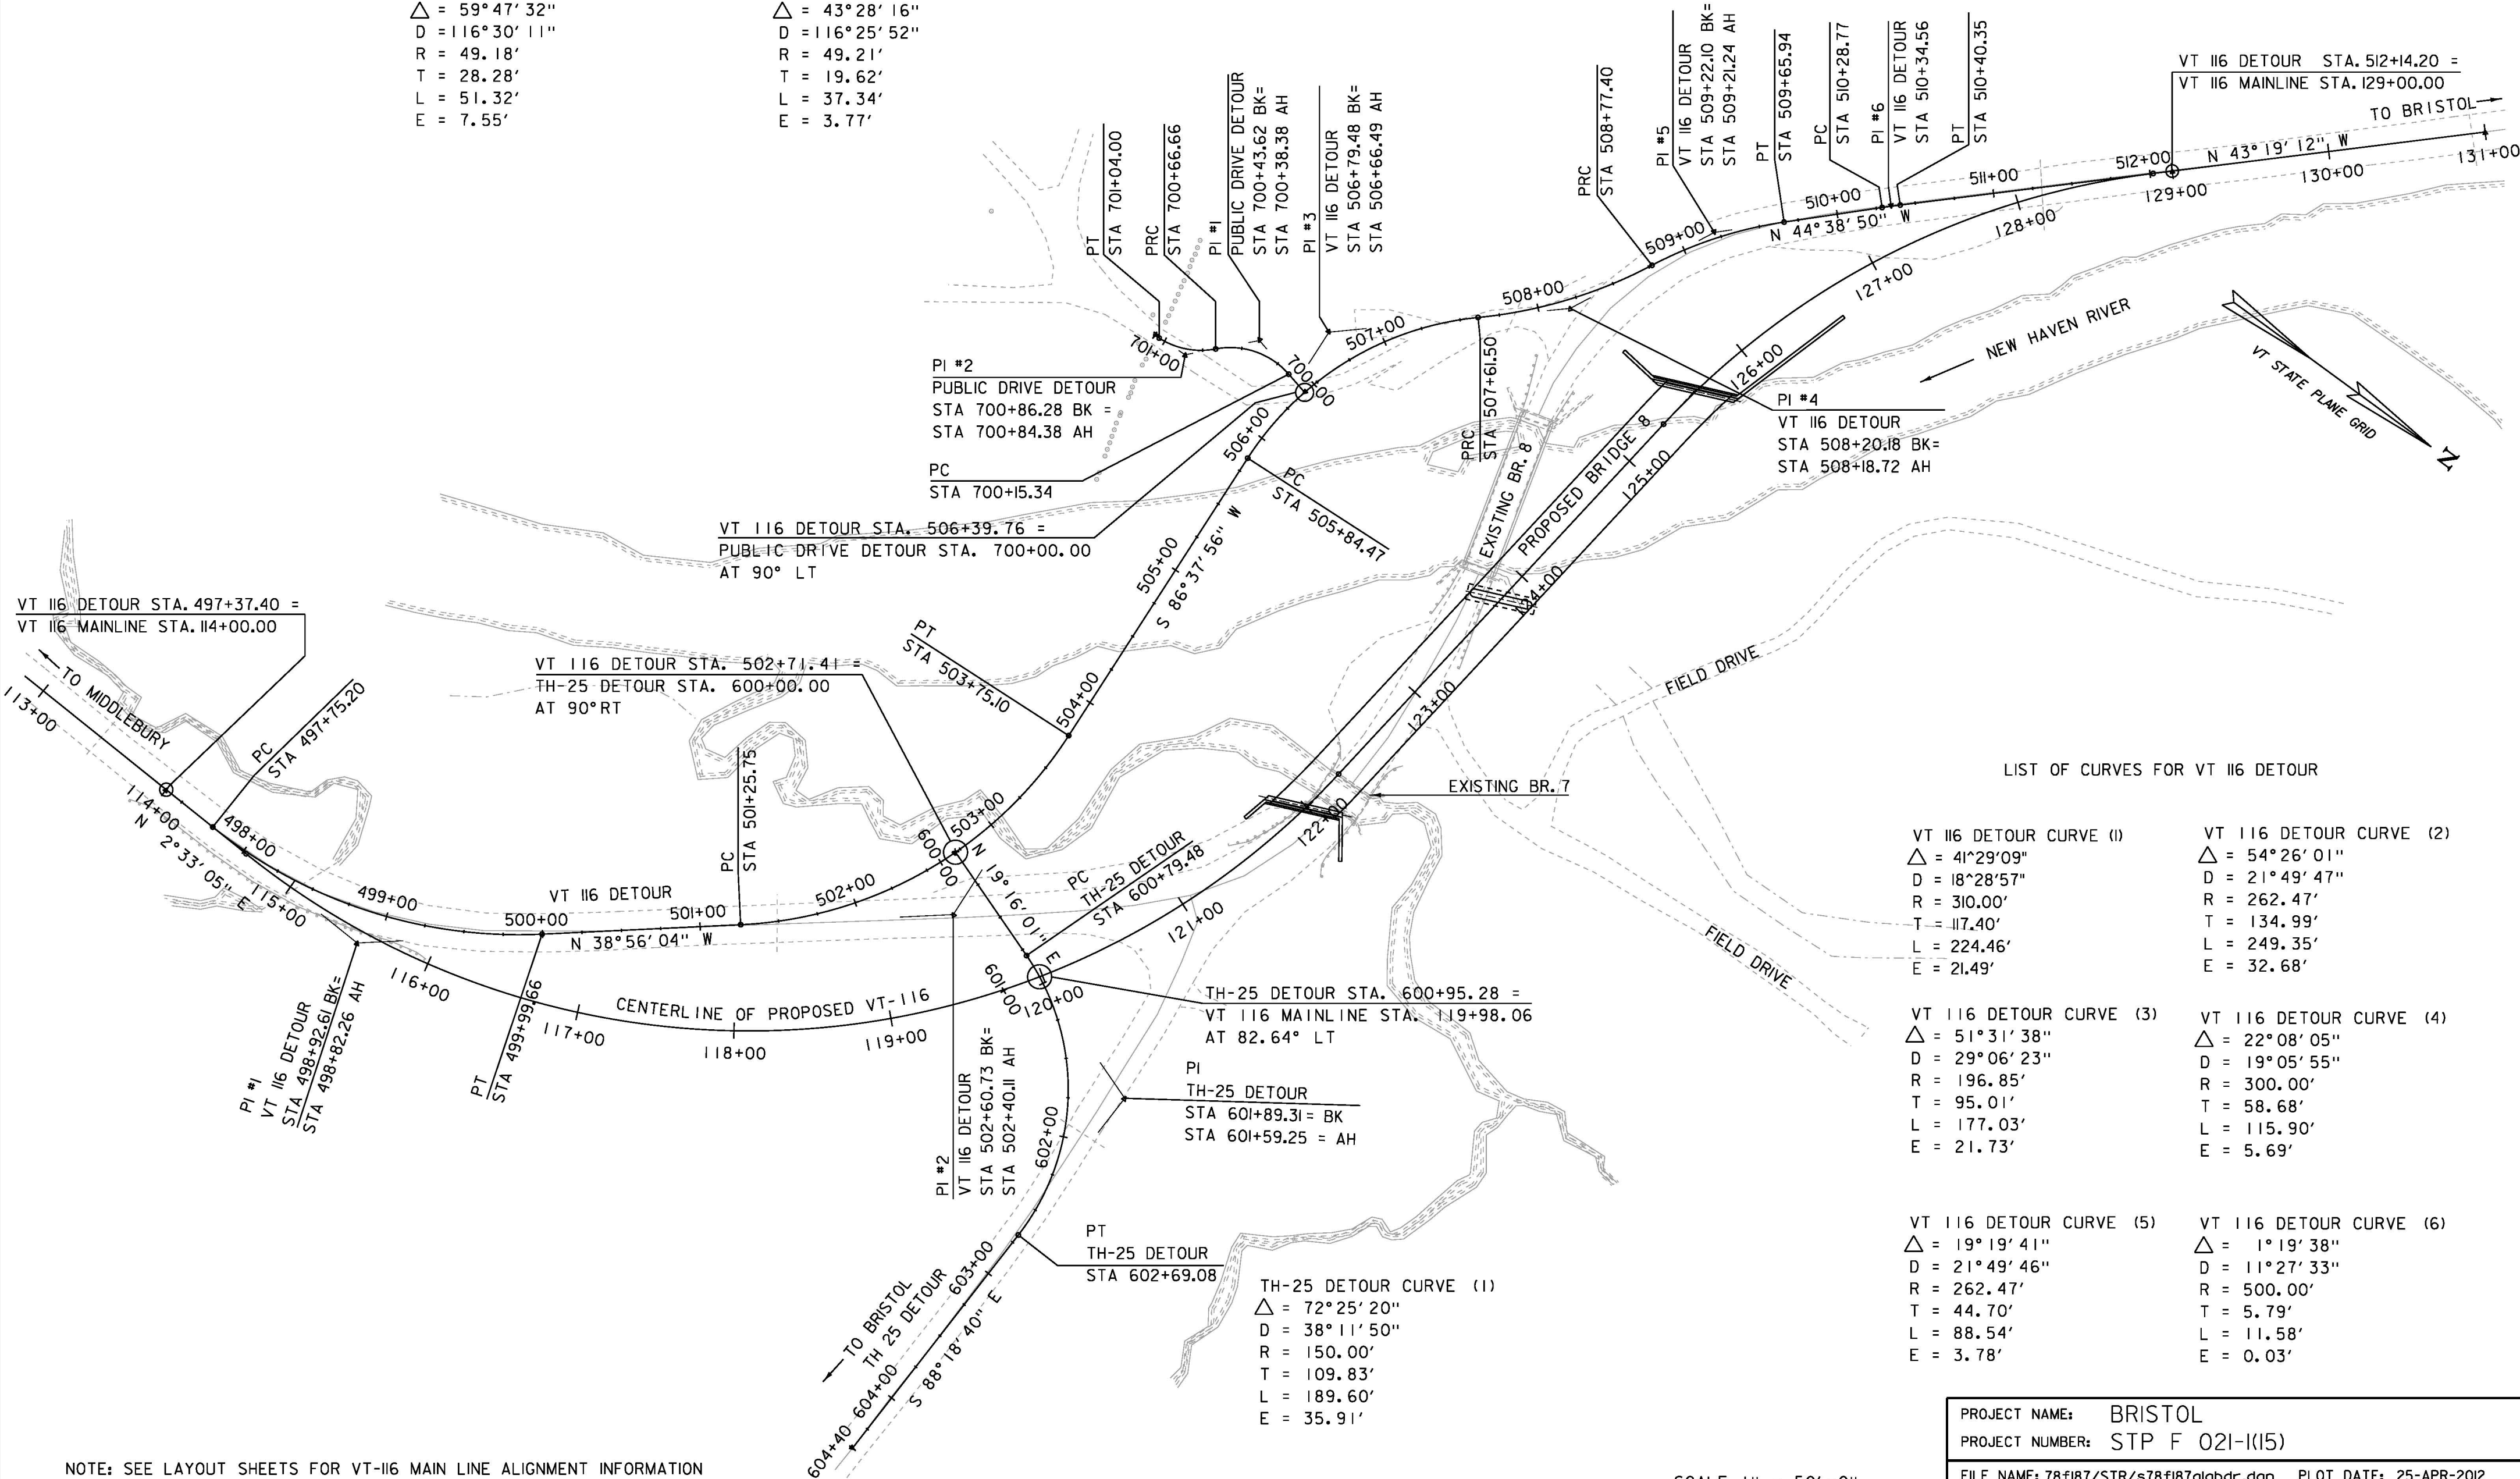 △ = 59°47'32"
D =116°30'11"
R = 49.18'
T = 28.28'
L = 51.32'
E = 7.55'
△ = 43°28'16"
D =116°25'52"
R = 49.21'
T = 19.62'
L = 37.34'
E = 3.77'
PT
STA 701+04.00
PRC
STA 700+66.66
PI #1
PUBLIC DRIVE DETOUR
STA 700+43.62 BK=
STA 700+38.38 AH
PI #3
VT 116 DETOUR
STA 506+79.48 BK=
STA 506+66.49 AH
PRC
STA 508+77.40
PI #5
VT 116 DETOUR
STA 509+22.10 BK=
STA 509+21.24 AH
PT
STA 509+65.94
PC
STA 510+28.77
PI #6
VT 116 DETOUR
STA 510+34.56
PT
STA 510+40.35
VT 116 DETOUR STA. 512+14.20 =
VT 116 MAINLINE STA. 129+00.00
TO BRISTOL
N 43°19'12" W
131+00
130+00
129+00
512+00
511+00
510+00
N 44°38'50" W
509+00
508+00
507+00
128+00
127+00
126+00
125+00
124+00
123+00
122+00
NEW HAVEN RIVER
VT STATE PLANE GRID
N
701+00
700+00
PI #2
PUBLIC DRIVE DETOUR
STA 700+86.28 BK =
STA 700+84.38 AH
PC
STA 700+15.34
VT 116 DETOUR STA. 506+39.76 =
PUBLIC DRIVE DETOUR STA. 700+00.00
AT 90° LT
506+00
PC
STA 505+84.47
505+00
S 86°37'56" W
PRC
STA 507+61.50
EXISTING BR. 8
PROPOSED BRIDGE 8
PI #4
VT 116 DETOUR
STA 508+20.18 BK=
STA 508+18.72 AH
VT 116 DETOUR STA. 497+37.40 =
VT 116 MAINLINE STA. 114+00.00
TO MIDDLEBURY
113+00
114+00
N 2°33'05" E
115+00
PC
STA 497+75.20
498+00
499+00
500+00
VT 116 DETOUR
501+00
N 38°56'04" W
PC
STA 501+25.75
502+00
VT 116 DETOUR STA. 502+71.41 =
TH-25 DETOUR STA. 600+00.00
AT 90°RT
PT
STA 503+75.10
504+00
503+00
600+00
N 19°16'01" E
PC
TH-25 DETOUR
STA 600+79.48
601+00
FIELD DRIVE
FIELD DRIVE
EXISTING BR. 7
121+00
120+00
119+00
118+00
117+00
116+00
CENTERLINE OF PROPOSED VT-116
PI #1
VT 116 DETOUR
STA 498+92.61 BK=
STA 498+82.26 AH
PT
STA 499+99.66
PI #2
VT 116 DETOUR
STA 502+60.73 BK=
STA 502+40.11 AH
TH-25 DETOUR STA. 600+95.28 =
VT 116 MAINLINE STA. 119+98.06
AT 82.64° LT
PI
TH-25 DETOUR
STA 601+89.31= BK
STA 601+59.25 = AH
602+00
PT
TH-25 DETOUR
STA 602+69.08
603+00
TO BRISTOL
TH 25 DETOUR
S 88°18'40" E
604+00
604+40
TH-25 DETOUR CURVE (1)
△ = 72°25'20"
D = 38°11'50"
R = 150.00'
T = 109.83'
L = 189.60'
E = 35.91'
LIST OF CURVES FOR VT 116 DETOUR
VT 116 DETOUR CURVE (1)
△ = 41^29'09"
D = 18^28'57"
R = 310.00'
T = 117.40'
L = 224.46'
E = 21.49'
VT 116 DETOUR CURVE (2)
△ = 54°26'01"
D = 21°49'47"
R = 262.47'
T = 134.99'
L = 249.35'
E = 32.68'
VT 116 DETOUR CURVE (3)
△ = 51°31'38"
D = 29°06'23"
R = 196.85'
T = 95.01'
L = 177.03'
E = 21.73'
VT 116 DETOUR CURVE (4)
△ = 22°08'05"
D = 19°05'55"
R = 300.00'
T = 58.68'
L = 115.90'
E = 5.69'
VT 116 DETOUR CURVE (5)
△ = 19°19'41"
D = 21°49'46"
R = 262.47'
T = 44.70'
L = 88.54'
E = 3.78'
VT 116 DETOUR CURVE (6)
△ = 1°19'38"
D = 11°27'33"
R = 500.00'
T = 5.79'
L = 11.58'
E = 0.03'
NOTE: SEE LAYOUT SHEETS FOR VT-116 MAIN LINE ALIGNMENT INFORMATION
PROJECT NAME: BRISTOL
PROJECT NUMBER: STP F 021-1(15)
FILE NAME: 78f187/STR/s78f187alabdr.dgn PLOT DATE: 25-APR-2012